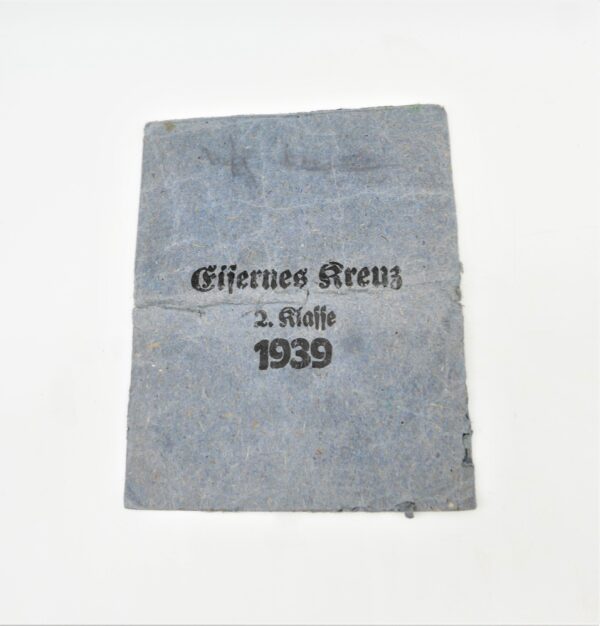 Eisernes Kreuz
2. Klasse
1939